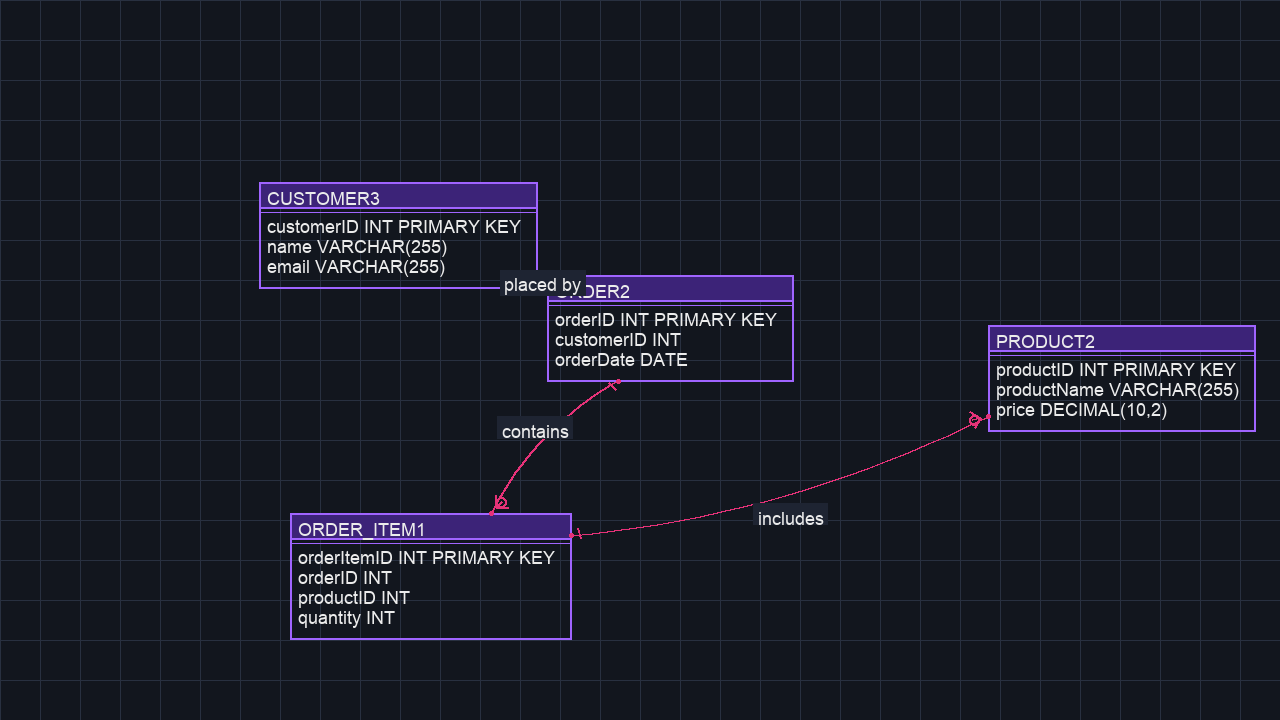 CUSTOMER3
customerID INT PRIMARY KEY
name VARCHAR(255)
email VARCHAR(255)
placed by
ORDER2
orderID INT PRIMARY KEY
customerID INT
orderDate DATE
PRODUCT2
productID INT PRIMARY KEY
productName VARCHAR(255)
price DECIMAL(10,2)
contains
includes
ORDER_ITEM1
orderItemID INT PRIMARY KEY
orderID INT
productID INT
quantity INT